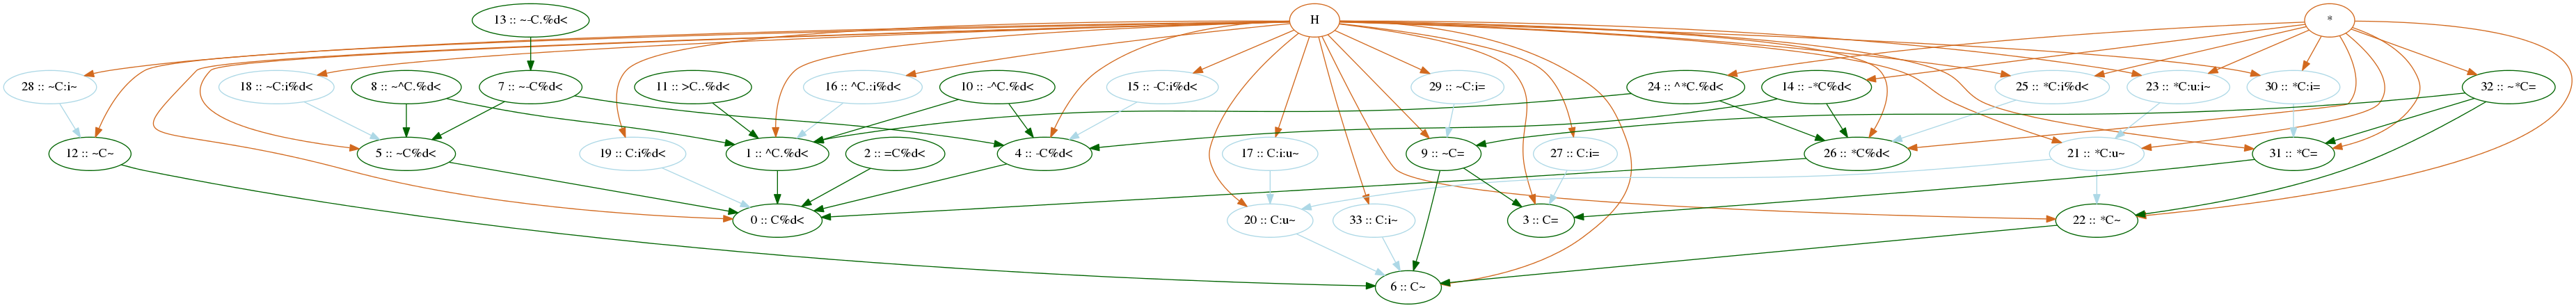 13 :: ~-C.%d<
H
*
28 :: ~C:i~
18 :: ~C:i%d<
8 :: ~^C.%d<
7 :: ~-C%d<
11 :: >C..%d<
16 :: ^C.:i%d<
10 :: -^C.%d<
15 :: -C:i%d<
29 :: ~C:i=
24 :: ^*C.%d<
14 :: -*C%d<
25 :: *C:i%d<
23 :: *C:u:i~
30 :: *C:i=
32 :: ~*C=
12 :: ~C~
5 :: ~C%d<
19 :: C:i%d<
1 :: ^C.%d<
2 :: =C%d<
4 :: -C%d<
17 :: C:i:u~
9 :: ~C=
27 :: C:i=
26 :: *C%d<
21 :: *C:u~
31 :: *C=
0 :: C%d<
20 :: C:u~
33 :: C:i~
3 :: C=
22 :: *C~
6 :: C~